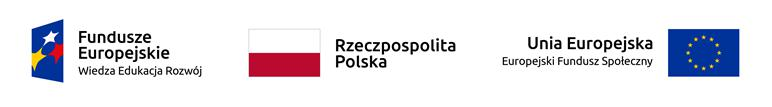 Fundusze
Europejskie
Wiedza Edukacja Rozwój
Rzeczpospolita
Polska
Unia Europejska
Europejski Fundusz Społeczny